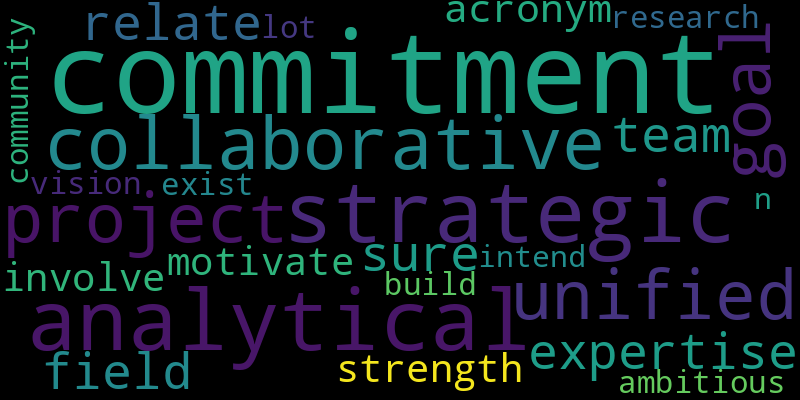 relate lot acronym research
community commitment goal
collaborative team
vision exist n
project strategic
involve motivate sure intend
build unified
analytical
field strength expertise
ambitious